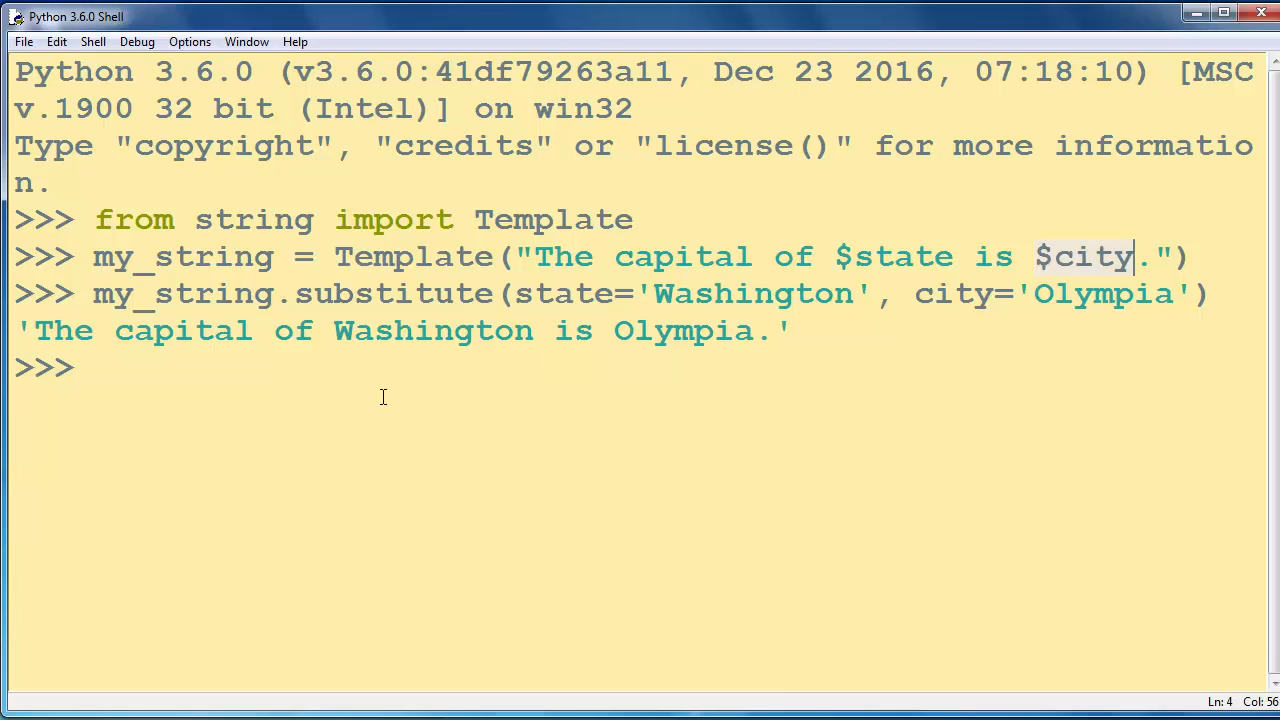 Python 3.6.0 Shell
File Edit Shell Debug Options Window Help
Python 3.6.0 (v3.6.0:41df79263a11, Dec 23 2016, 07:18:10) [MSC
v.1900 32 bit (Intel)] on win32
Type "copyright", "credits" or "license()" for more informatio
n.
>>> from string import Template
>>> my_string = Template("The capital of $state is $city.")
>>> my_string.substitute(state='Washington', city='Olympia')
'The capital of Washington is Olympia.'
>>>
Ln: 4 Col: 56